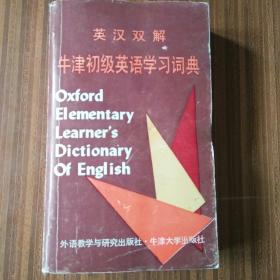 英汉双解
牛津初级英语学习词典
Oxford
Elementary
Learner's
Dictionary
Of English
外语教学与研究出版社·牛津大学出版社